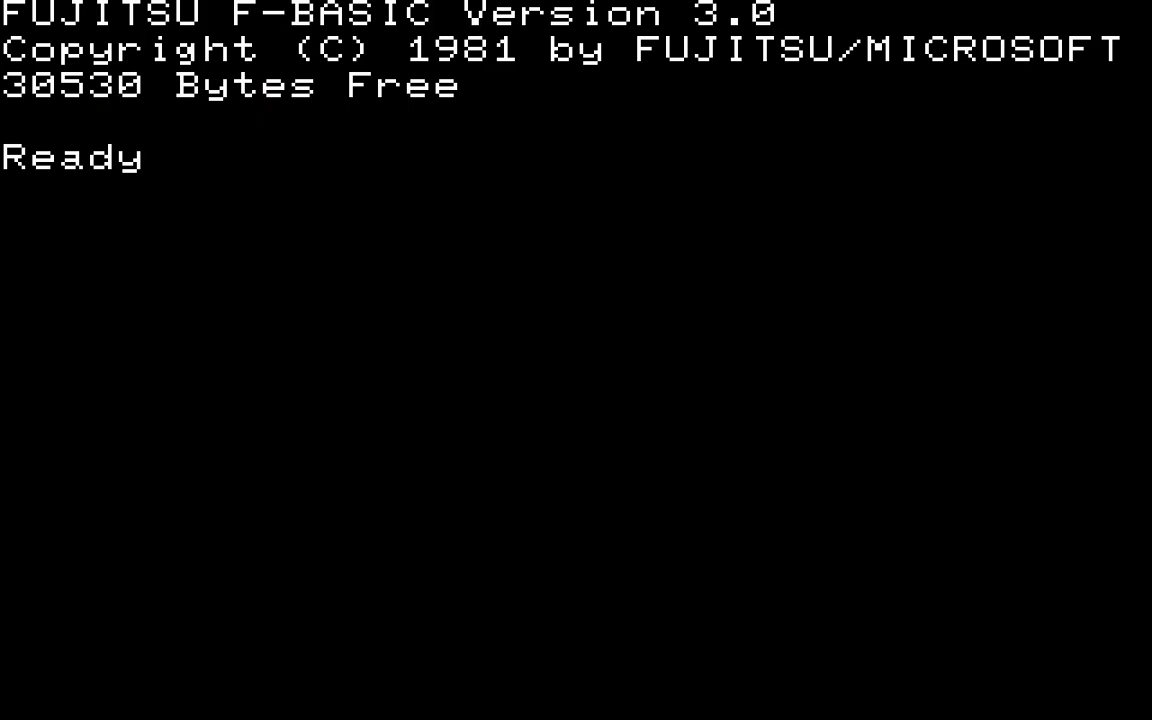 FUJITSU F-BASIC Version 3.0
Copyright (C) 1981 by FUJITSU/MICROSOFT
30530 Bytes Free
Ready